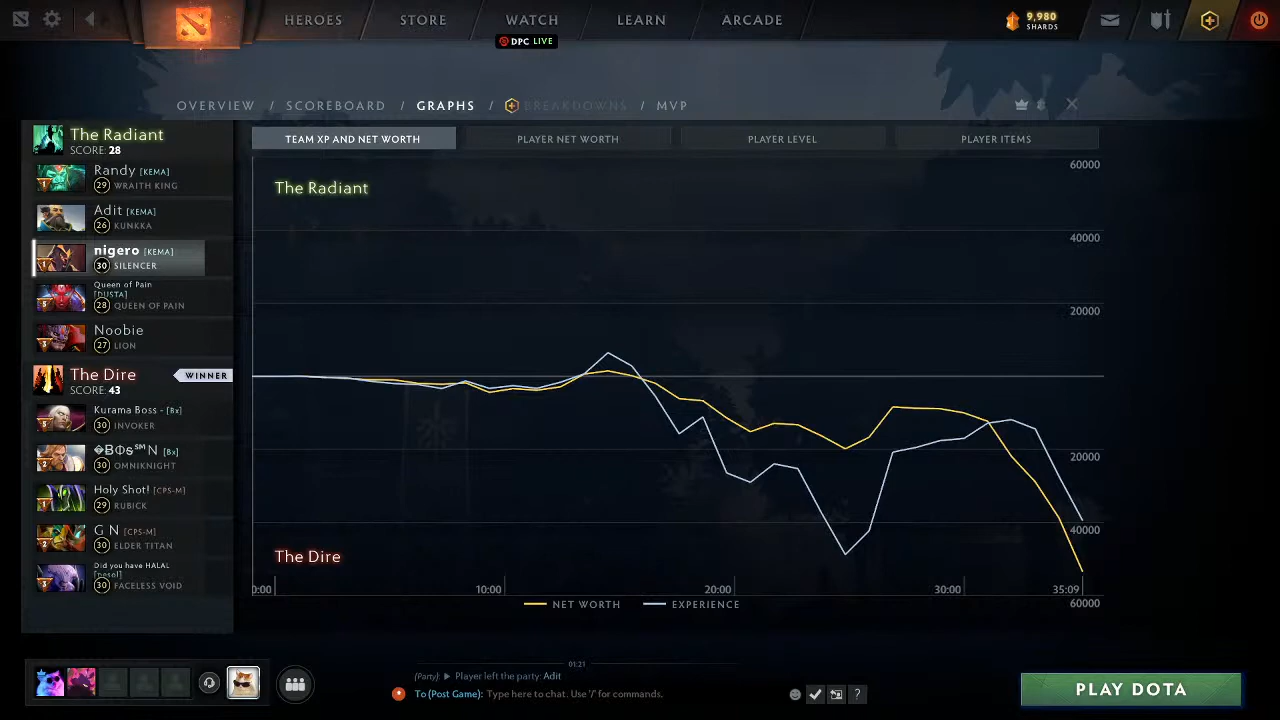 HEROES
STORE
WATCH
LEARN
ARCADE
9,980
SHARDS
DPC LIVE
OVERVIEW / SCOREBOARD / GRAPHS / BREAKDOWNS / MVP
The Radiant
SCORE: 28
Randy [KEMA]
29 WRAITH KING
Adit [KEMA]
26 KUNKKA
nigero [KEMA]
30 SILENCER
Queen of Pain
[DUSTA]
28 QUEEN OF PAIN
Noobie
27 LION
The Dire
WINNER
SCORE: 43
Kurama Boss - [Bx]
30 INVOKER
[Bx]
30 OMNIKNIGHT
Holy Shot! [CPS-M]
29 RUBICK
G N [CPS-M]
30 ELDER TITAN
Did you have HALAL
30 FACELESS VOID
TEAM XP AND NET WORTH
PLAYER NET WORTH
PLAYER LEVEL
PLAYER ITEMS
The Radiant
60000
40000
20000
20000
40000
60000
The Dire
0:00
10:00
20:00
30:00
35:09
NET WORTH
EXPERIENCE
01:21
(Party): Player left the party: Adit
To (Post Game): Type here to chat. Use '/' for commands.
?
PLAY DOTA